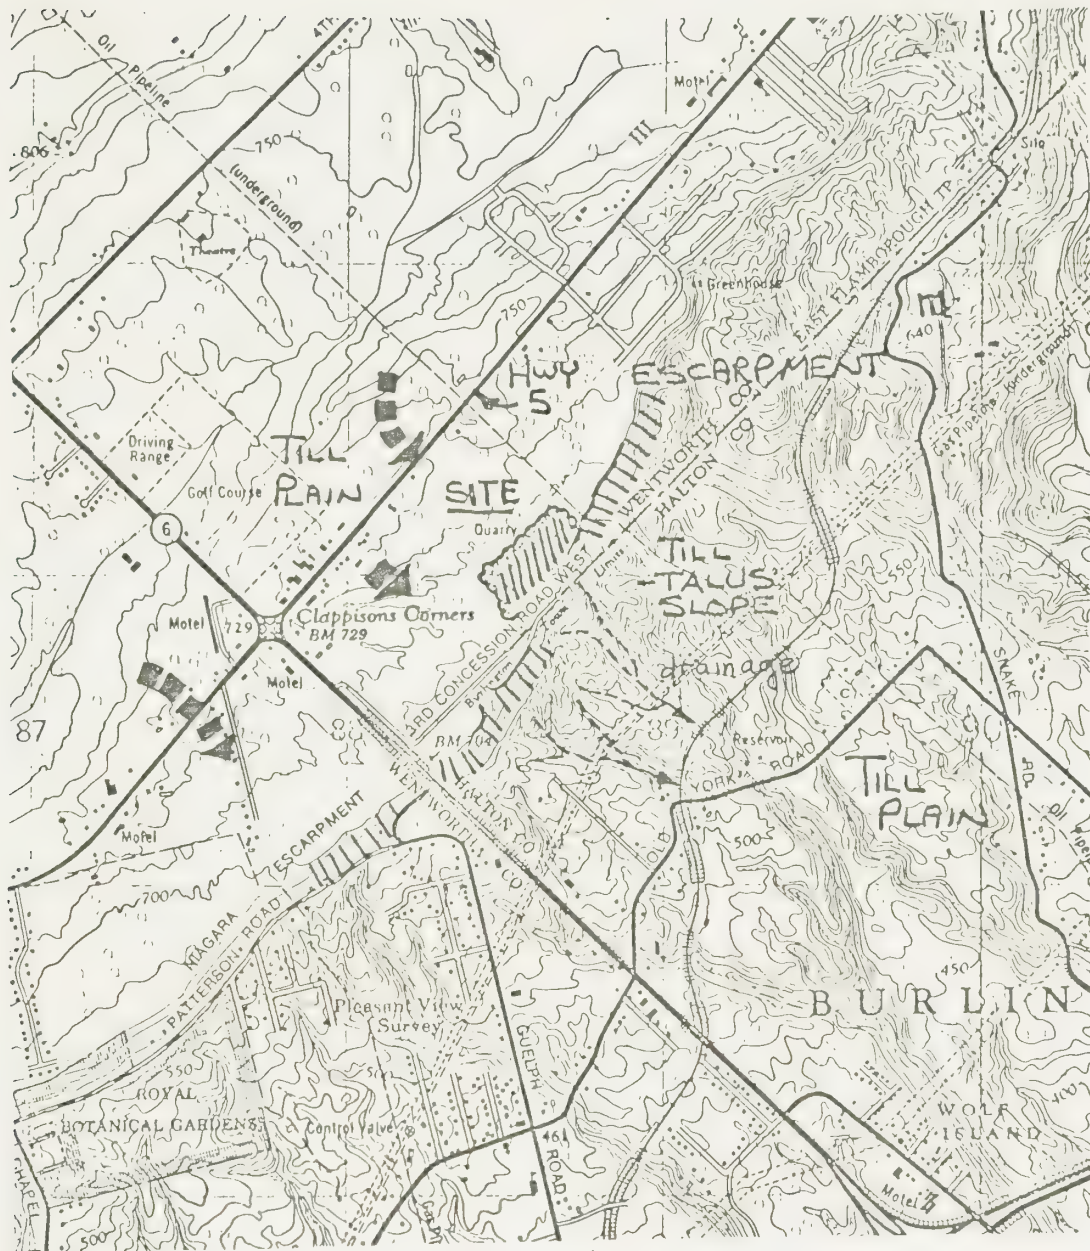 Oil
Pipeline
Motel
III
806
750
(underground)
Theatre
Silo
EAST FLAMBOROUGH TP
Greenhouse
750
640
HWY
5
ESCARPMENT
WENTWORTH CO
HALTON CO
Gas Pipeline (underground)
Driving
Range
Golf Course
TILL
PLAIN
SITE
Quarry
6
TILL
TALUS
SLOPE
550
Motel
729
Clappisons Corners
BM 729
Motel
3RD CONCESSION ROAD WEST
drainage
SNAKE
RD
87
BM 704
Reservoir
OLD YORK ROAD
TILL
PLAIN
Oil Pipel
WENTWORTH CO
HALTON CO
Motel
NIAGARA ESCARPMENT
500
700
PATTERSON ROAD
450
BURLIN
Pleasant View
Survey
GUELPH
ROAD
550
ROYAL
BOTANICAL GARDENS
Control Valve
461
400
WOLF
ISLAND
CHAPEL
Motel
500